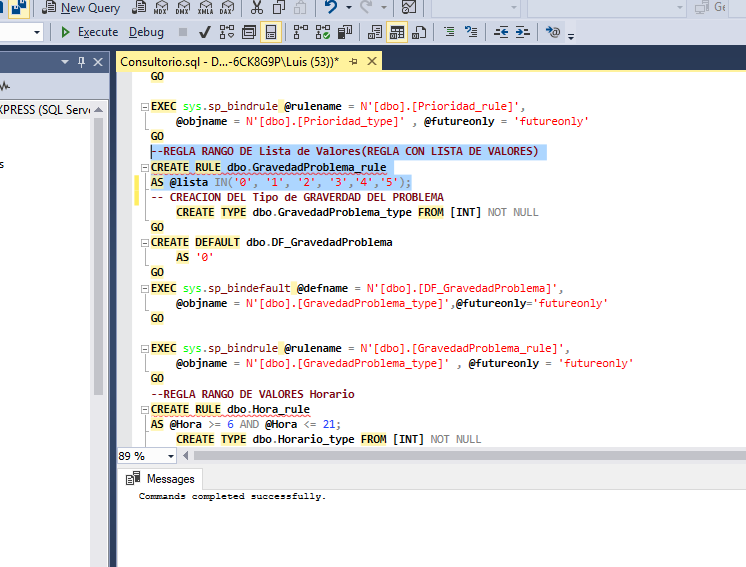 New Query
MDX
DMX
XMLA
DAX
Execute
Debug
Consultorio.sql - D...-6CK8G9P\Luis (53))*
XPRESS (SQL Serve
s
GO
EXEC sys.sp_bindrule @rulename = N'[dbo].[Prioridad_rule]',
@objname = N'[dbo].[Prioridad_type]' , @futureonly = 'futureonly'
GO
--REGLA RANGO DE Lista de Valores(REGLA CON LISTA DE VALORES)
CREATE RULE dbo.GravedadProblema_rule
AS @lista IN('0', '1', '2', '3','4','5');
-- CREACION DEL Tipo de GRAVERDAD DEL PROBLEMA
CREATE TYPE dbo.GravedadProblema_type FROM [INT] NOT NULL
GO
CREATE DEFAULT dbo.DF_GravedadProblema
AS '0'
GO
EXEC sys.sp_bindefault @defname = N'[dbo].[DF_GravedadProblema]',
@objname = N'[dbo].[GravedadProblema_type]',@futureonly='futureonly'
GO
EXEC sys.sp_bindrule @rulename = N'[dbo].[GravedadProblema_rule]',
@objname = N'[dbo].[GravedadProblema_type]' , @futureonly = 'futureonly'
GO
--REGLA RANGO DE VALORES Horario
CREATE RULE dbo.Hora_rule
AS @Hora >= 6 AND @Hora <= 21;
CREATE TYPE dbo.Horario_type FROM [INT] NOT NULL
89 %
Messages
Commands completed successfully.